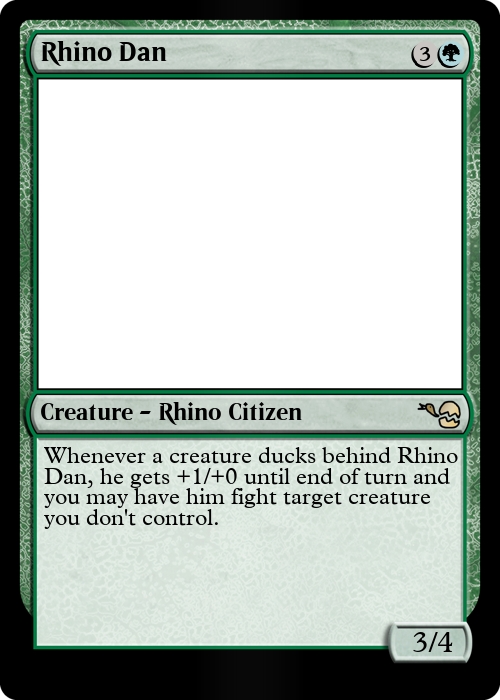 Rhino Dan 3
Creature – Rhino Citizen
Whenever a creature ducks behind Rhino
Dan, he gets +1/+0 until end of turn and
you may have him fight target creature
you don't control.
3/4